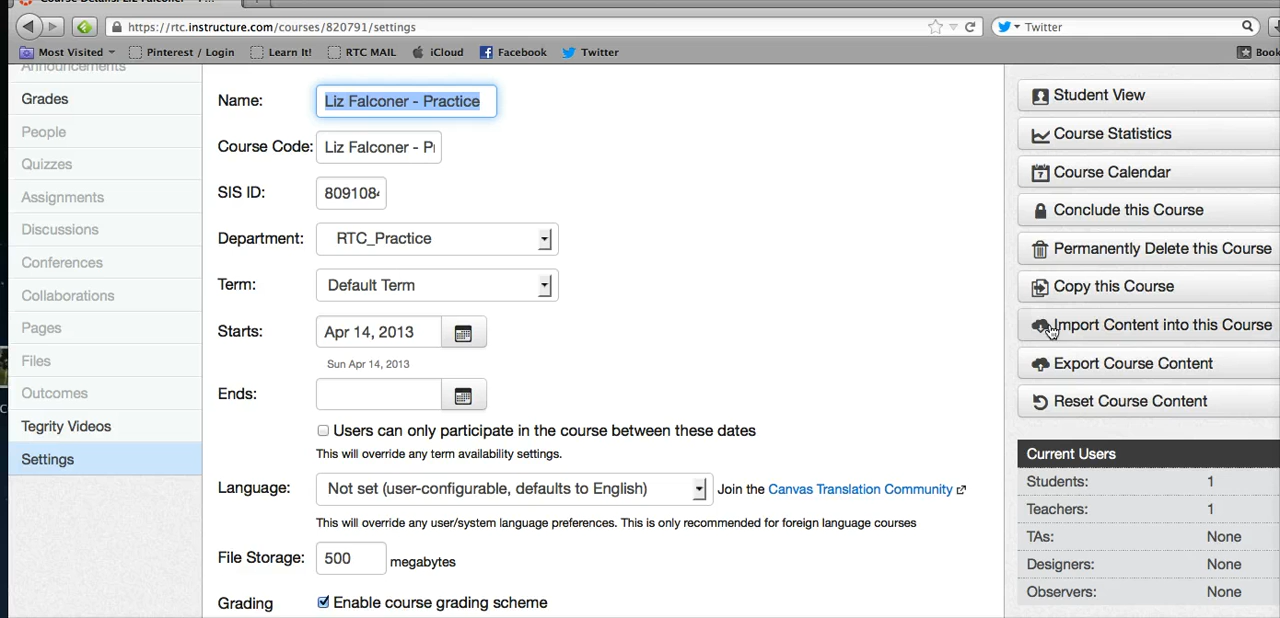 Course Details: Liz Falconer - P...
https://rtc.instructure.com/courses/820791/settings
Twitter
Most Visited
Pinterest / Login
Learn It!
RTC MAIL
iCloud
Facebook
Twitter
Book
Announcements
Grades
People
Quizzes
Assignments
Discussions
Conferences
Collaborations
Pages
Files
Outcomes
Tegrity Videos
Settings
Name: Liz Falconer - Practice
Course Code: Liz Falconer - P
SIS ID: 809108
Department: RTC_Practice
Term: Default Term
Starts: Apr 14, 2013
Sun Apr 14, 2013
Ends:
Users can only participate in the course between these dates
This will override any term availability settings.
Language: Not set (user-configurable, defaults to English) Join the Canvas Translation Community
This will override any user/system language preferences. This is only recommended for foreign language courses
File Storage: 500 megabytes
Grading Enable course grading scheme
Student View
Course Statistics
7 Course Calendar
Conclude this Course
Permanently Delete this Course
Copy this Course
Import Content into this Course
Export Course Content
Reset Course Content
Current Users
Students: 1
Teachers: 1
TAs: None
Designers: None
Observers: None